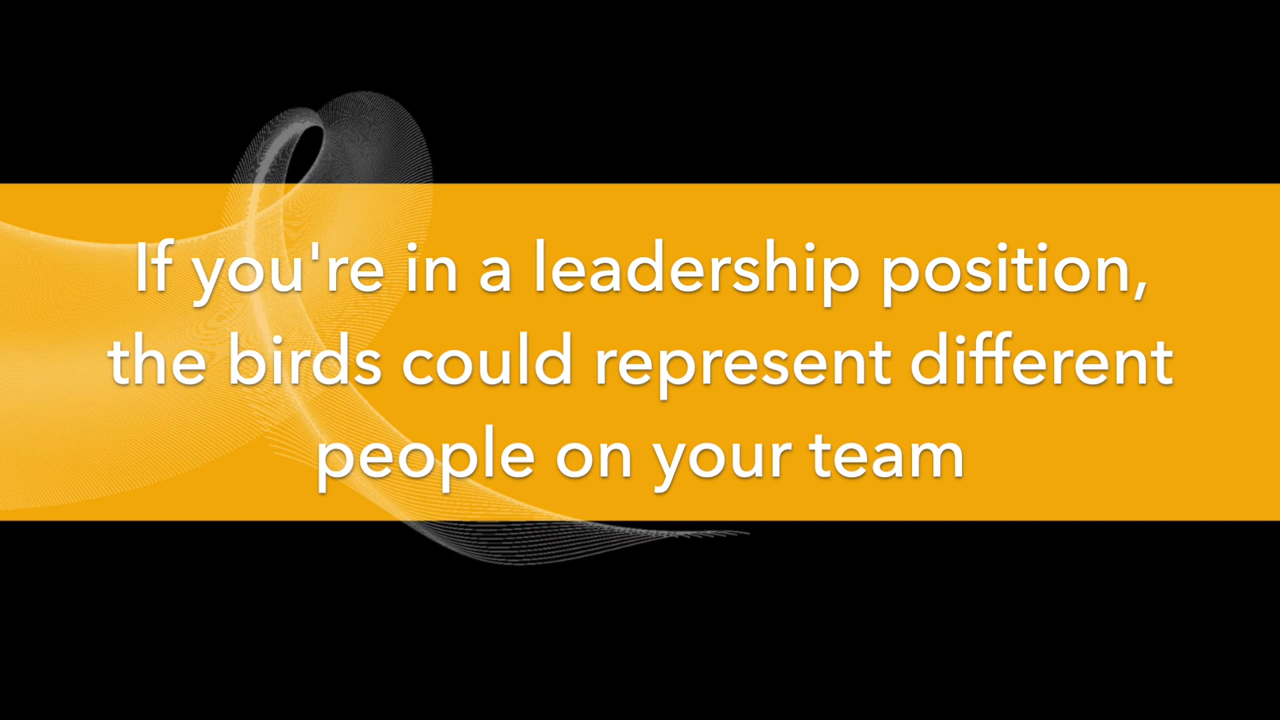 If you're in a leadership position,
the birds could represent different
people on your team